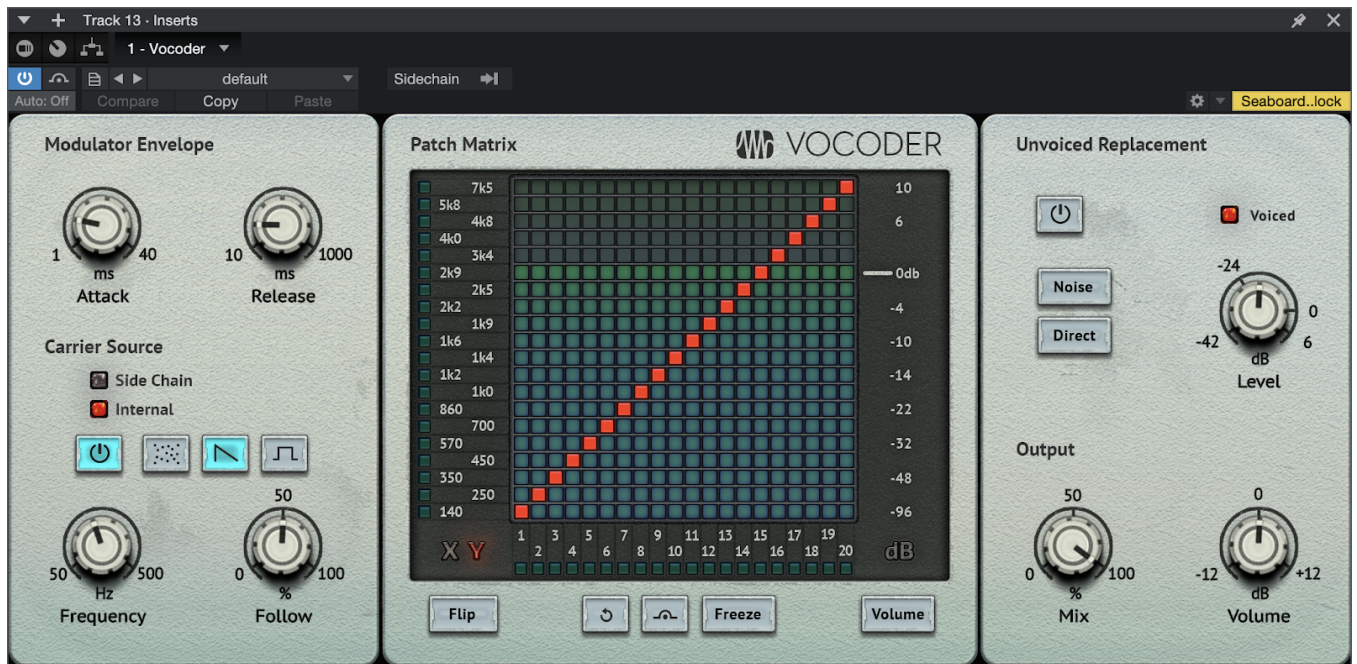 Track 13 · Inserts
1 - Vocoder
default
Sidechain
Auto: Off
Compare
Copy
Paste
Seaboard..lock
Modulator Envelope
1
40
ms
Attack
10
1000
ms
Release
Carrier Source
Side Chain
Internal
50
500
Hz
Frequency
50
0
100
%
Follow
Patch Matrix
VOCODER
7k5
5k8
4k8
4k0
3k4
2k9
2k5
2k2
1k9
1k6
1k4
1k2
1k0
860
700
570
450
350
250
140
10
6
0db
-4
-10
-14
-22
-32
-48
-96
1 3 5 7 9 11 13 15 17 19
2 4 6 8 10 12 14 16 18 20
X Y
dB
Flip
Freeze
Volume
Unvoiced Replacement
Voiced
Noise
Direct
-24
0
-42
6
dB
Level
Output
50
0
100
%
Mix
0
-12
+12
dB
Volume